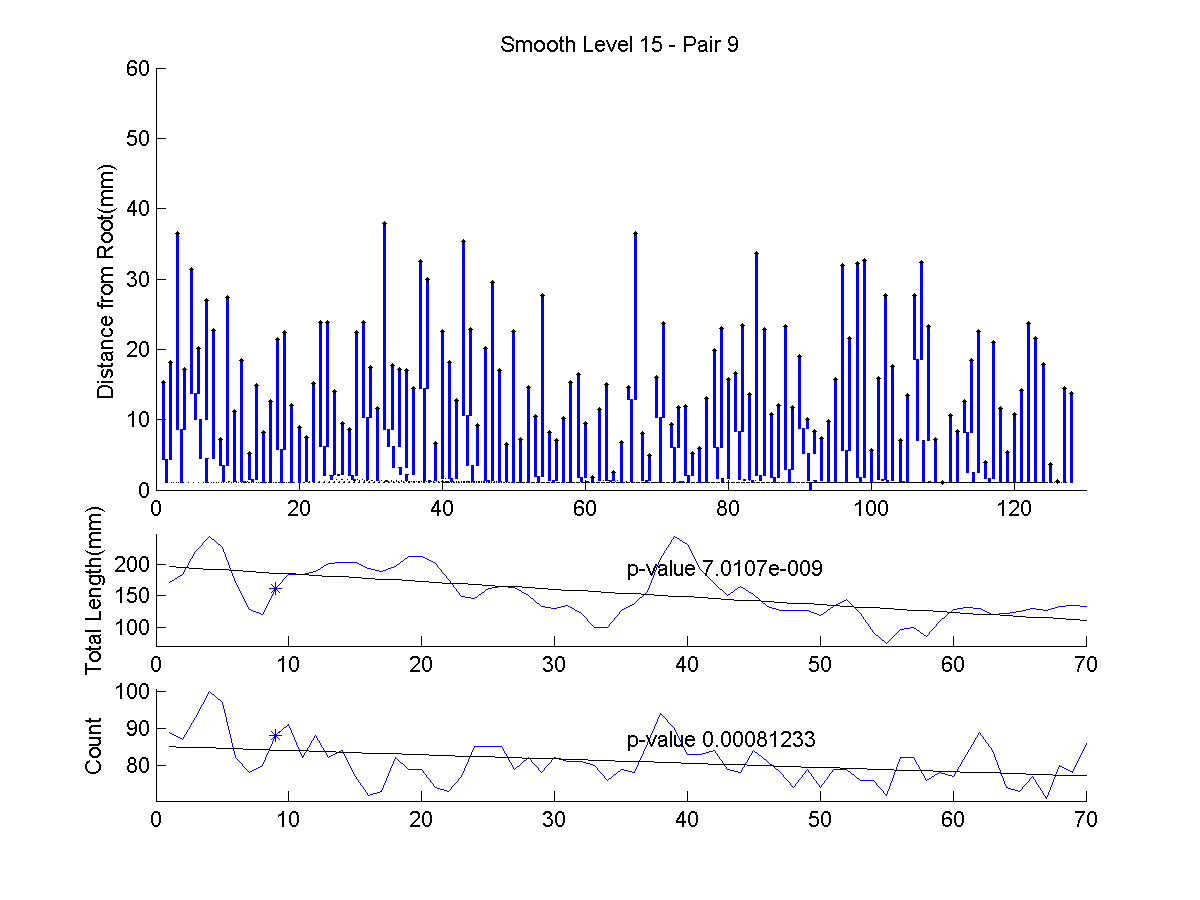 Smooth Level 15 - Pair 9
Distance from Root(mm)
60
50
40
30
20
10
0
0 20 40 60 80 100 120
Total Length(mm)
200
150
100
p-value 7.0107e-009
0 10 20 30 40 50 60 70
Count
100
90
80
p-value 0.00081233
0 10 20 30 40 50 60 70